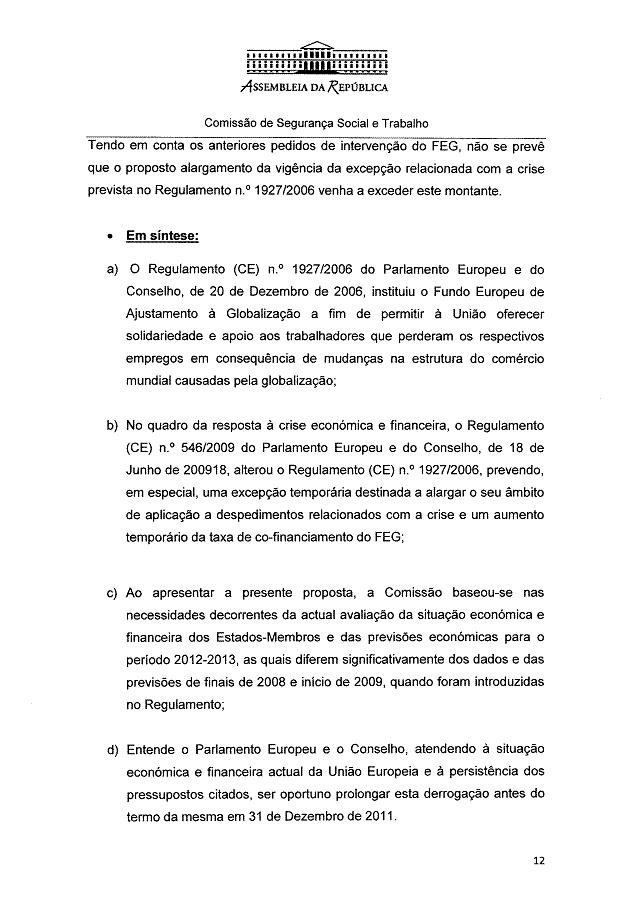 ASSEMBLEIA DA REPÚBLICA
Comissão de Segurança Social e Trabalho
Tendo em conta os anteriores pedidos de intervenção do FEG, não se prevê
que o proposto alargamento da vigência da excepção relacionada com a crise
prevista no Regulamento n.º 1927/2006 venha a exceder este montante.
• Em síntese:
a) O Regulamento (CE) n.º 1927/2006 do Parlamento Europeu e do
Conselho, de 20 de Dezembro de 2006, instituiu o Fundo Europeu de
Ajustamento à Globalização a fim de permitir à União oferecer
solidariedade e apoio aos trabalhadores que perderam os respectivos
empregos em consequência de mudanças na estrutura do comércio
mundial causadas pela globalização;
b) No quadro da resposta à crise económica e financeira, o Regulamento
(CE) n.º 546/2009 do Parlamento Europeu e do Conselho, de 18 de
Junho de 200918, alterou o Regulamento (CE) n.º 1927/2006, prevendo,
em especial, uma excepção temporária destinada a alargar o seu âmbito
de aplicação a despedimentos relacionados com a crise e um aumento
temporário da taxa de co-financiamento do FEG;
c) Ao apresentar a presente proposta, a Comissão baseou-se nas
necessidades decorrentes da actual avaliação da situação económica e
financeira dos Estados-Membros e das previsões económicas para o
período 2012-2013, as quais diferem significativamente dos dados e das
previsões de finais de 2008 e início de 2009, quando foram introduzidas
no Regulamento;
d) Entende o Parlamento Europeu e o Conselho, atendendo à situação
económica e financeira actual da União Europeia e à persistência dos
pressupostos citados, ser oportuno prolongar esta derrogação antes do
termo da mesma em 31 de Dezembro de 2011.
12